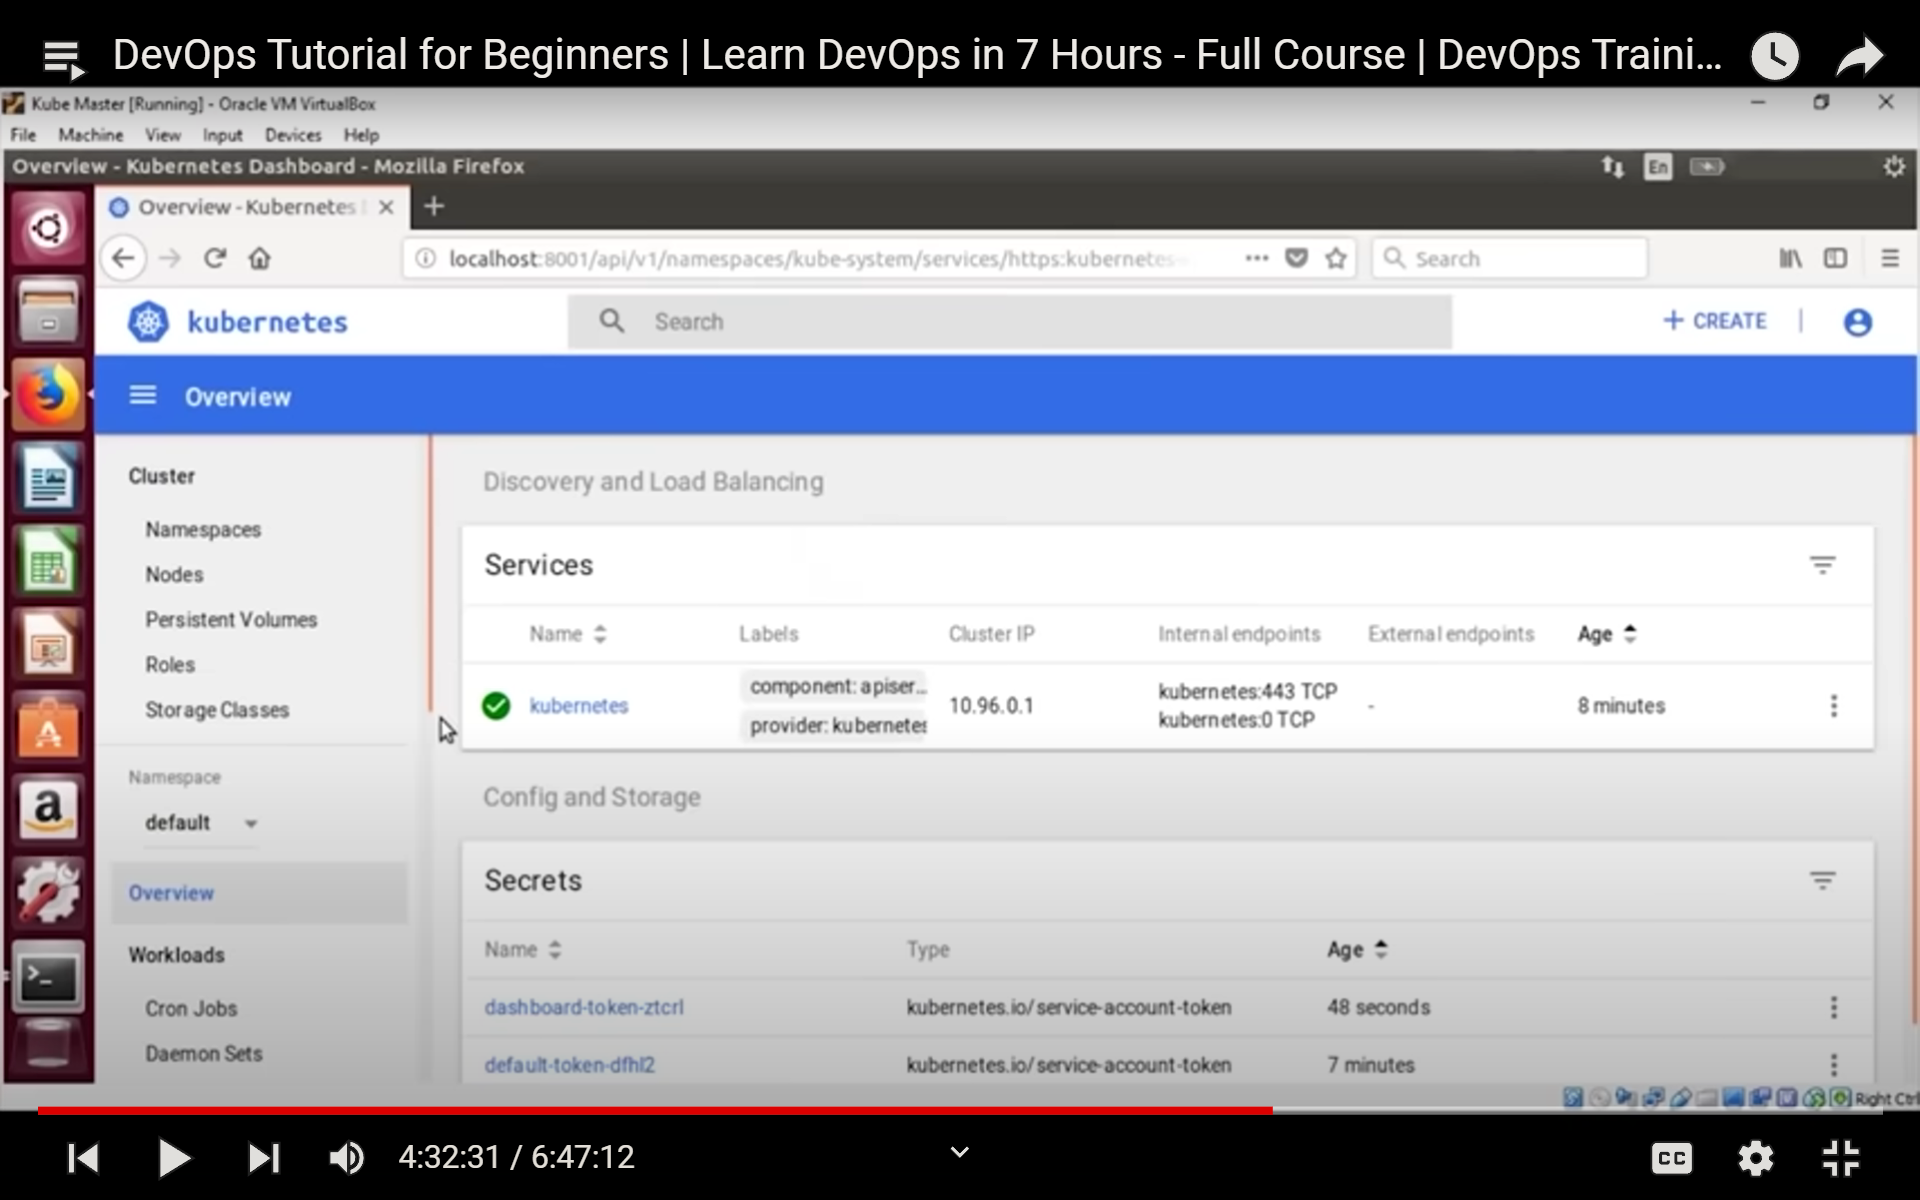 DevOps Tutorial for Beginners | Learn DevOps in 7 Hours - Full Course | DevOps Traini...
Kube Master [Running] - Oracle VM VirtualBox
File Machine View Input Devices Help
Overview - Kubernetes Dashboard - Mozilla Firefox
En
Overview - Kubernetes
localhost:8001/api/v1/namespaces/kube-system/services/https:kubernetes-
Search
kubernetes
Search
+ CREATE
Overview
Cluster
Namespaces
Nodes
Persistent Volumes
Roles
Storage Classes
Namespace
default
Overview
Workloads
Cron Jobs
Daemon Sets
Discovery and Load Balancing
Services
Name Labels Cluster IP Internal endpoints External endpoints Age
kubernetes component: apiser... 10.96.0.1 kubernetes:443 TCP - 8 minutes
provider: kubernetes kubernetes:0 TCP
Config and Storage
Secrets
Name Type Age
dashboard-token-ztcrl kubernetes.io/service-account-token 48 seconds
default-token-dfhl2 kubernetes.io/service-account-token 7 minutes
Right Ctrl
4:32:31 / 6:47:12
CC